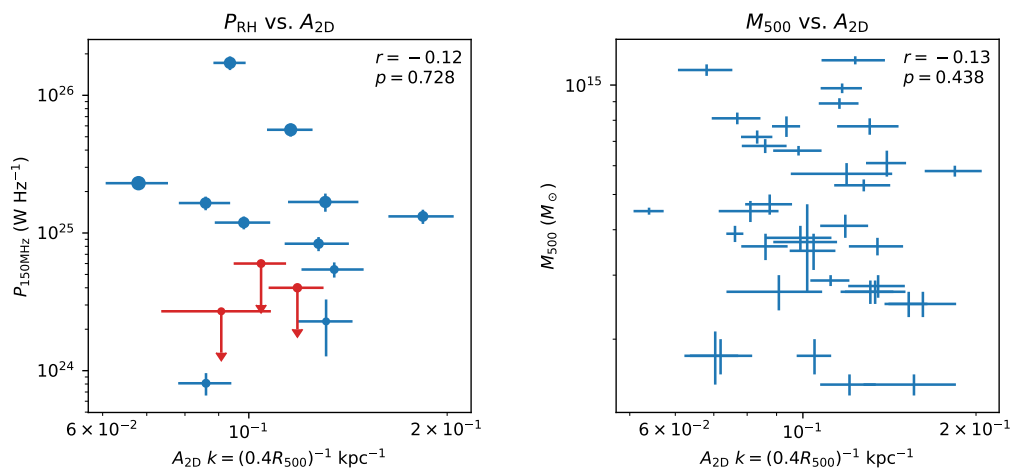 P_RH vs. A_2D
r = −0.12
p = 0.728
10^26
10^25
10^24
P_150MHz (W Hz^−1)
6 × 10^−2
10^−1
2 × 10^−1
A_2D k = (0.4R_500)^−1 kpc^−1
M_500 vs. A_2D
r = −0.13
p = 0.438
10^15
M_500 (M_⊙)
6 × 10^−2
10^−1
2 × 10^−1
A_2D k = (0.4R_500)^−1 kpc^−1